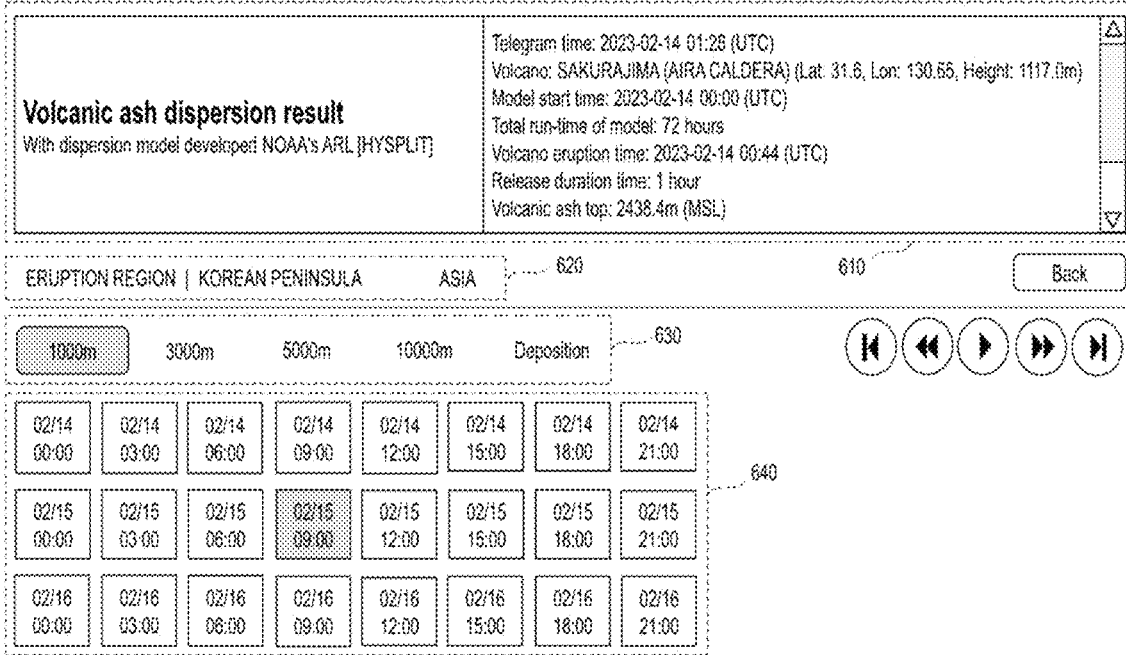 Volcanic ash dispersion result
With dispersion model developed NOAA's ARL [HYSPLIT]
Telegram time: 2023-02-14 01:28 (UTC)
Volcano: SAKURAJIMA (AIRA CALDERA) (Lat: 31.6, Lon: 130.65, Height: 1117.0m)
Model start time: 2023-02-14 00:00 (UTC)
Total run-time of model: 72 hours
Volcano eruption time: 2023-02-14 00:44 (UTC)
Release duration time: 1 hour
Volcanic ash top: 2438.4m (MSL)
ERUPTION REGION | KOREAN PENINSULA ASIA
620
610
Back
1000m 3000m 5000m 10000m Deposition
630
02/14 02/14 02/14 02/14 02/14 02/14 02/14 02/14
00:00 03:00 06:00 09:00 12:00 15:00 18:00 21:00
640
02/15 02/15 02/15 02/15 02/15 02/15 02/15 02/15
00:00 03:00 06:00 09:00 12:00 15:00 18:00 21:00
02/16 02/16 02/16 02/16 02/16 02/16 02/16 02/16
00:00 03:00 06:00 09:00 12:00 15:00 18:00 21:00